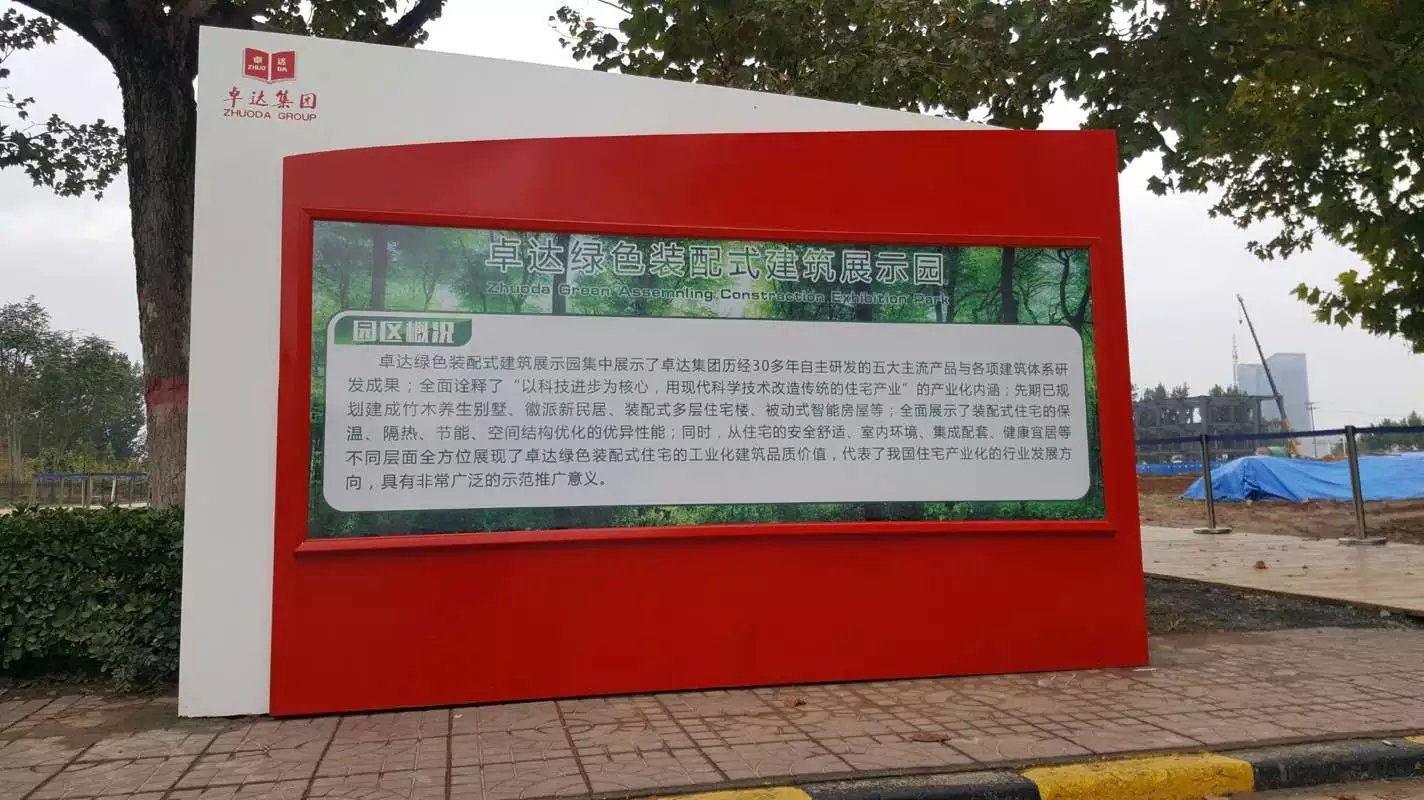 卓 达
ZHUO DA
卓达集团
ZHUODA GROUP
卓达绿色装配式建筑展示园
Zhuoda Green Assemnling Construction Exhibition Park
园区概况
卓达绿色装配式建筑展示园集中展示了卓达集团历经30多年自主研发的五大主流产品与各项建筑体系研
发成果；全面诠释了“以科技进步为核心，用现代科学技术改造传统的住宅产业”的产业化内涵；先期已规
划建成竹木养生别墅、徽派新民居、装配式多层住宅楼、被动式智能房屋等；全面展示了装配式住宅的保
温、隔热、节能、空间结构优化的优异性能；同时，从住宅的安全舒适、室内环境、集成配套、健康宜居等
不同层面全方位展现了卓达绿色装配式住宅的工业化建筑品质价值，代表了我国住宅产业化的行业发展方
向，具有非常广泛的示范推广意义。